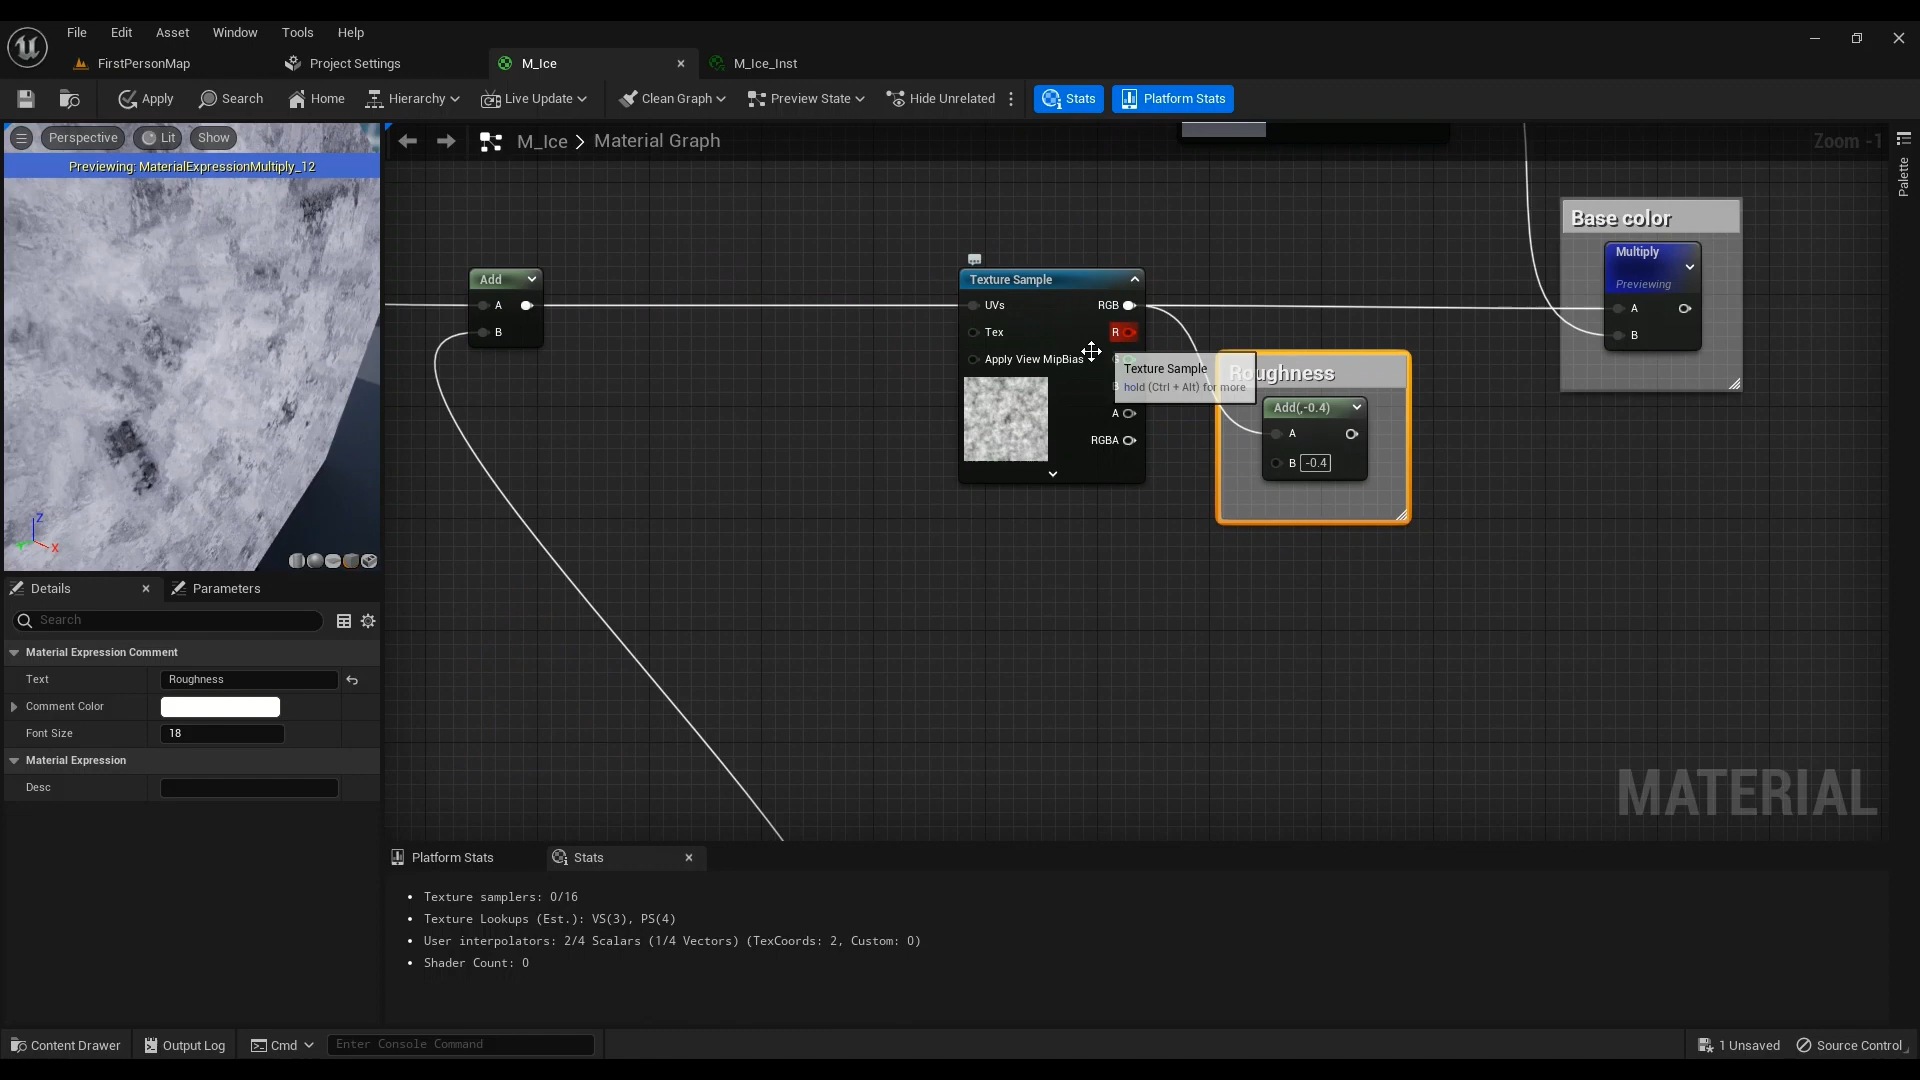 File Edit Asset Window Tools Help
FirstPersonMap Project Settings M_Ice M_Ice_Inst
Apply Search Home Hierarchy Live Update Clean Graph Preview State Hide Unrelated Stats Platform Stats
Perspective Lit Show
M_Ice Material Graph Zoom -1
Previewing: MaterialExpressionMultiply_12
Palette
Base color
Multiply
Previewing
A
B
Add
A
B
Texture Sample
UVs RGB
Tex R
Apply View MipBias G
B
A
RGBA
Texture Sample
hold (Ctrl + Alt) for more
Roughness
Add(,-0.4)
A
B -0.4
Z
X
Details Parameters
Search
Material Expression Comment
Text Roughness
Comment Color
Font Size 18
Material Expression
Desc
MATERIAL
Platform Stats Stats
• Texture samplers: 0/16
• Texture Lookups (Est.): VS(3), PS(4)
• User interpolators: 2/4 Scalars (1/4 Vectors) (TexCoords: 2, Custom: 0)
• Shader Count: 0
Content Drawer Output Log Cmd Enter Console Command 1 Unsaved Source Control